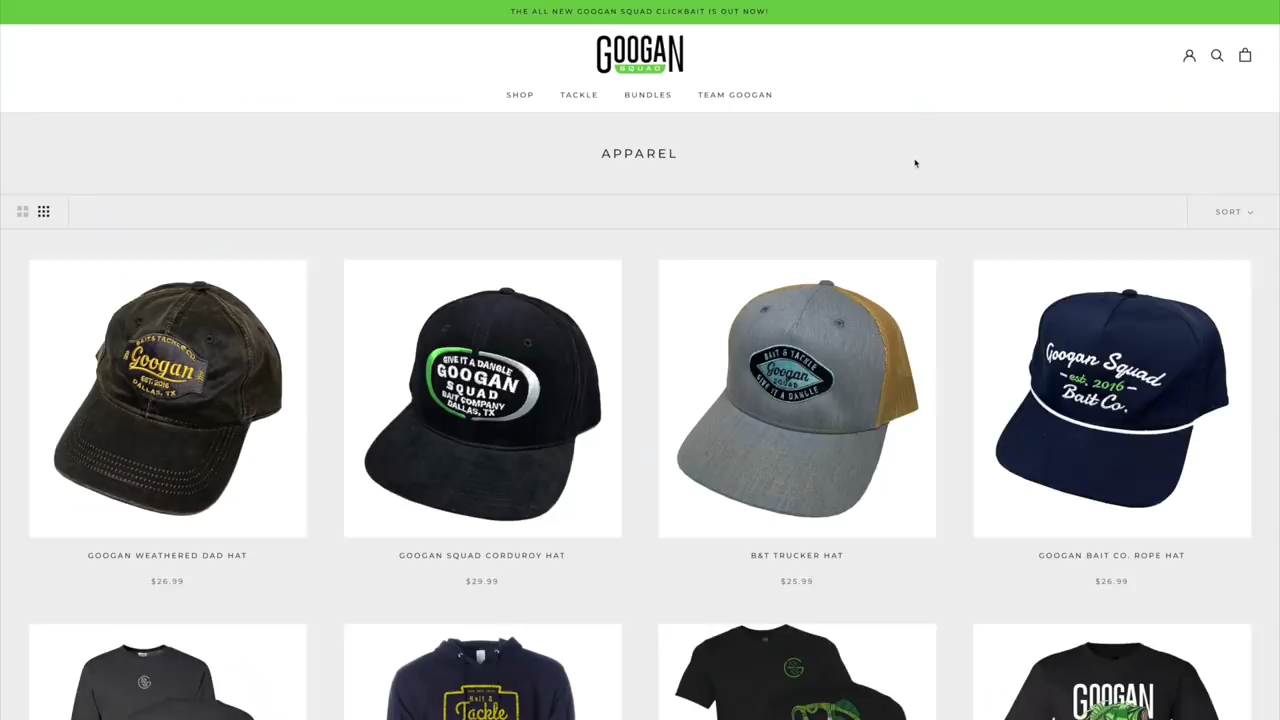 THE ALL NEW GOOGAN SQUAD CLICKBAIT IS OUT NOW!
GOOGAN
SQUAD
SHOP TACKLE BUNDLES TEAM GOOGAN
APPAREL
SORT
BAIT & TACKLE CO.
Googan
EST. 2016
DALLAS, TX
GIVE IT A DANGLE
GOOGAN
SQUAD
BAIT COMPANY
DALLAS, TX
BAIT & TACKLE
Googan
SQUAD
GIVE IT A DANGLE
Googan Squad
est. 2016
Bait Co.
GOOGAN WEATHERED DAD HAT
GOOGAN SQUAD CORDUROY HAT
B&T TRUCKER HAT
GOOGAN BAIT CO. ROPE HAT
$26.99
$29.99
$25.99
$26.99
Bait &
Tackle
GOOGAN